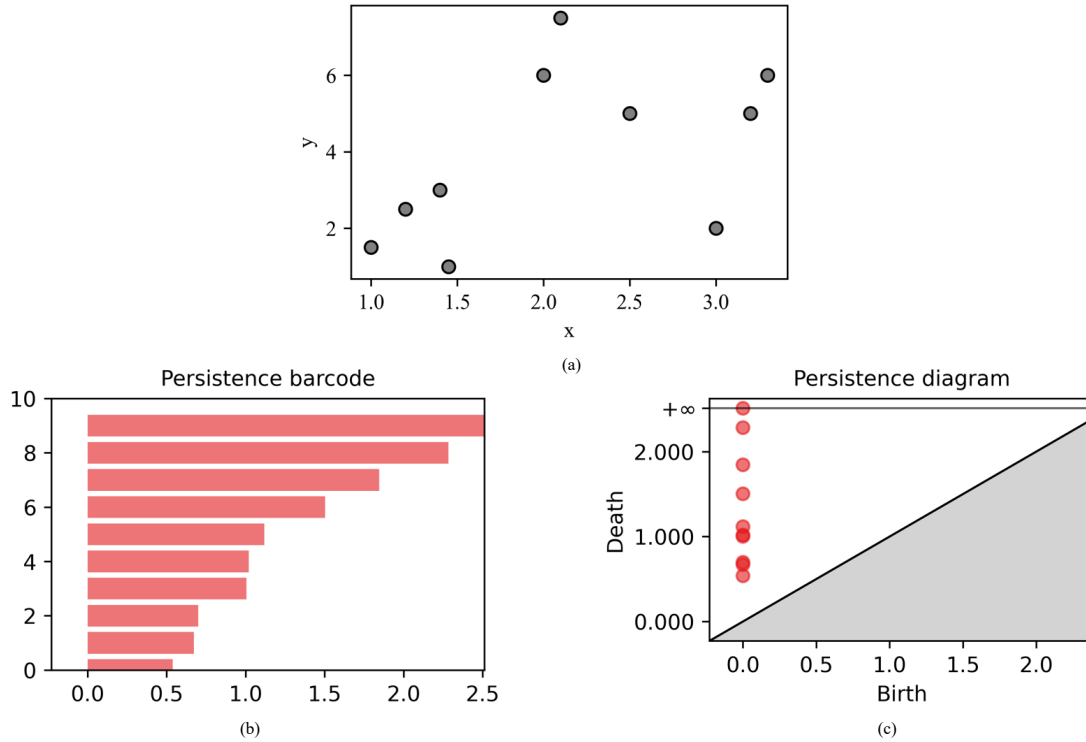 6
4
2
y
1.0 1.5 2.0 2.5 3.0
x
(a)
Persistence barcode
10
8
6
4
2
0
0.0 0.5 1.0 1.5 2.0 2.5
(b)
Persistence diagram
+∞
2.000
1.000
0.000
Death
0.0 0.5 1.0 1.5 2.0
Birth
(c)